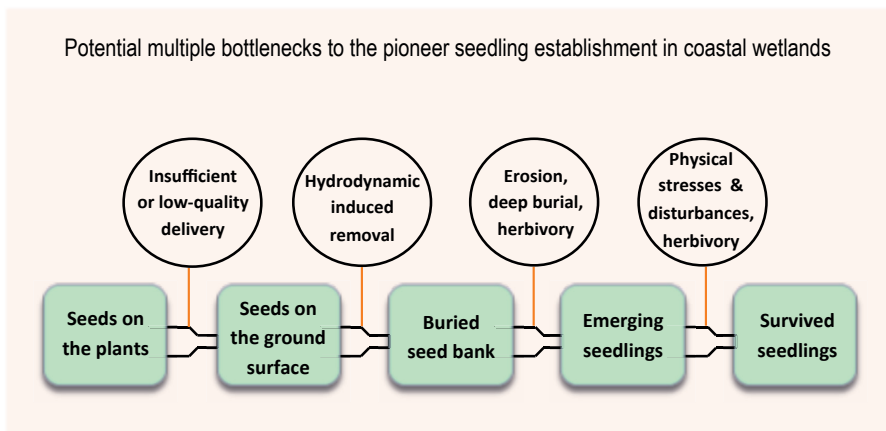 Potential multiple bottlenecks to the pioneer seedling establishment in coastal wetlands
Insufficient
or low-quality
delivery
Hydrodynamic
induced
removal
Erosion,
deep burial,
herbivory
Physical
stresses &
disturbances,
herbivory
Seeds on
the plants
Seeds on
the ground
surface
Buried
seed bank
Emerging
seedlings
Survived
seedlings